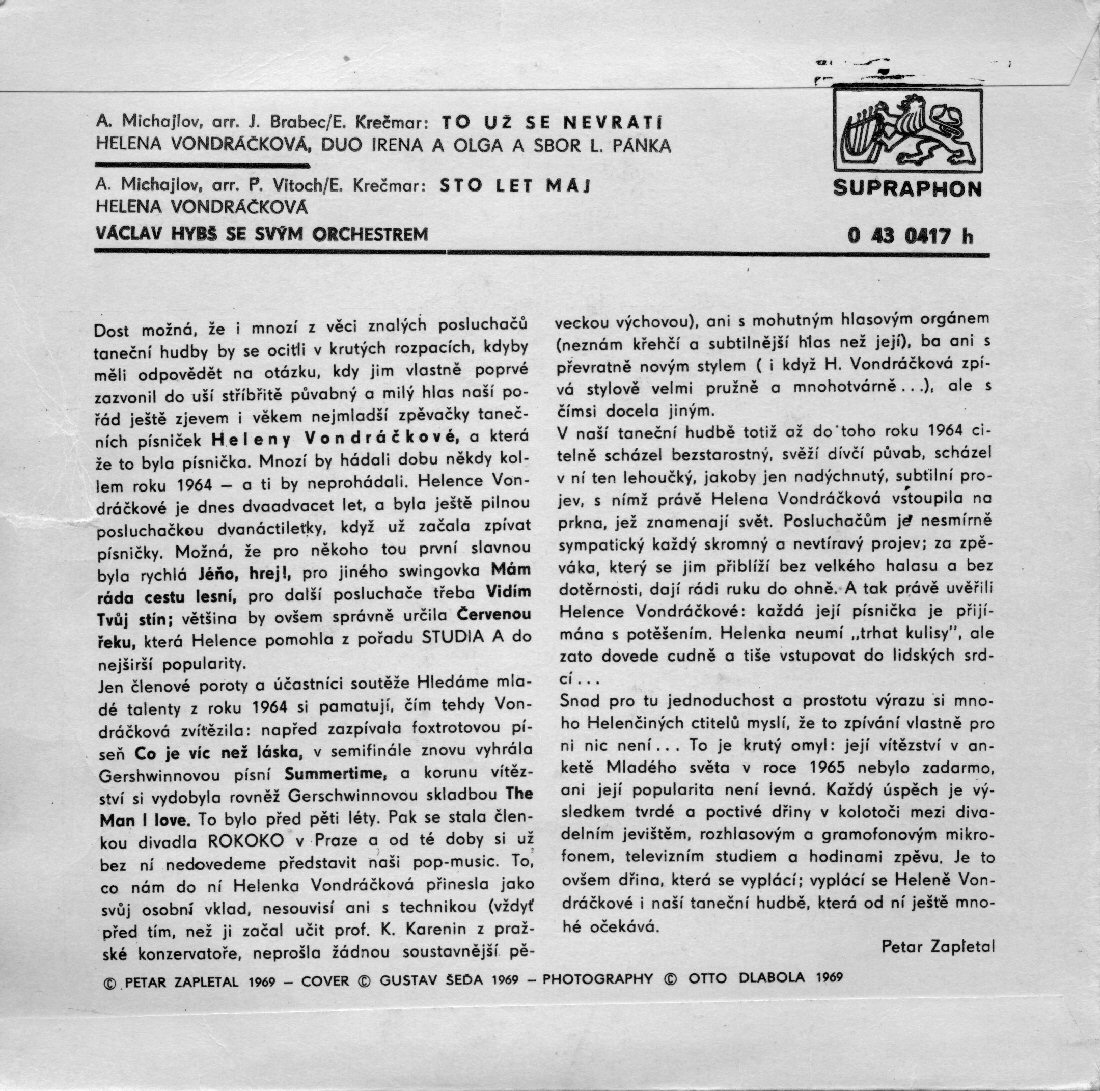 A. Michajlov, arr. J. Brabec/E. Krečmar: TO UŽ SE NEVRÁTÍ
HELENA VONDRÁČKOVÁ, DUO IRENA A OLGA A SBOR L. PÁNKA
A. Michajlov, arr. P. Vitoch/E. Krečmar: STO LET MÁJ
HELENA VONDRÁČKOVÁ
VÁCLAV HYBŠ SE SVÝM ORCHESTREM
SUPRAPHON
0 43 0417 h
Dost možná, že i mnozí z věci znalých posluchačů
taneční hudby by se ocitli v krutých rozpacích, kdyby
měli odpovědět na otázku, kdy jim vlastně poprvé
zazvonil do uší stříbřitě půvabný a milý hlas naší po-
řád ještě zjevem i věkem nejmladší zpěvačky taneč-
ních písniček Heleny Vondráčkové, a která
že to byla písnička. Mnozí by hádali dobu někdy kol-
lem roku 1964 — a ti by neprohádali. Helence Von-
dráčkové je dnes dvaadvacet let, a byla ještě pilnou
posluchačkou dvanáctiletky, když už začala zpívat
písničky. Možná, že pro někoho tou první slavnou
byla rychlá Jéňo, hrej!, pro jiného swingovka Mám
ráda cestu lesní, pro další posluchače třeba Vidím
Tvůj stín; většina by ovšem správně určila Červenou
řeku, která Helence pomohla z pořadu STUDIA A do
nejširší popularity.
Jen členové poroty a účastníci soutěže Hledáme mla-
dé talenty z roku 1964 si pamatují, čím tehdy Von-
dráčková zvítězila: napřed zazpívala foxtrotovou pí-
seň Co je víc než láska, v semifinále znovu vyhrála
Gershwinnovou písní Summertime, a korunu vítěz-
ství si vydobyla rovněž Gerschwinnovou skladbou The
Man I love. To bylo před pěti léty. Pak se stala člen-
kou divadla ROKOKO v Praze a od té doby si už
bez ní nedovedeme představit naši pop-music. To,
co nám do ní Helenka Vondráčková přinesla jako
svůj osobní vklad, nesouvisí ani s technikou (vždyť
před tím, než ji začal učit prof. K. Karenin z praž-
ské konzervatoře, neprošla žádnou soustavnější pě-
veckou výchovou), ani s mohutným hlasovým orgánem
(neznám křehčí a subtilnější hlas než její), ba ani s
převratně novým stylem ( i když H. Vondráčková zpí-
vá stylově velmi pružně a mnohotvárně...), ale s
čímsi docela jiným.
V naší taneční hudbě totiž až do toho roku 1964 ci-
telně scházel bezstarostný, svěží dívčí půvab, scházel
v ní ten lehoučký, jakoby jen nadýchnutý, subtilní pro-
jev, s nímž právě Helena Vondráčková vstoupila na
prkna, jež znamenají svět. Posluchačům je nesmírně
sympatický každý skromný a nevtíravý projev; za zpě-
váka, který se jim přiblíží bez velkého halasu a bez
dotěrnosti, dají rádi ruku do ohně. A tak právě uvěřili
Helence Vondráčkové: každá její písnička je přijí-
mána s potěšením. Helenka neumí „trhat kulisy", ale
zato dovede cudně a tiše vstupovat do lidských srd-
cí...
Snad pro tu jednoduchost a prostotu výrazu si mno-
ho Helenčiných ctitelů myslí, že to zpívání vlastně pro
ni nic není... To je krutý omyl: její vítězství v an-
ketě Mladého světa v roce 1965 nebylo zadarmo,
ani její popularita není levná. Každý úspěch je vý-
sledkem tvrdé a poctivé dřiny v kolotoči mezi diva-
delním jevištěm, rozhlasovým a gramofonovým mikro-
fonem, televizním studiem a hodinami zpěvu. Je to
ovšem dřina, která se vyplácí; vyplácí se Heleně Von-
dráčkové i naší taneční hudbě, která od ní ještě mno-
hé očekává.
Petar Zapletal
© PETAR ZAPLETAL 1969 — COVER © GUSTAV ŠEDA 1969 — PHOTOGRAPHY © OTTO DLABOLA 1969